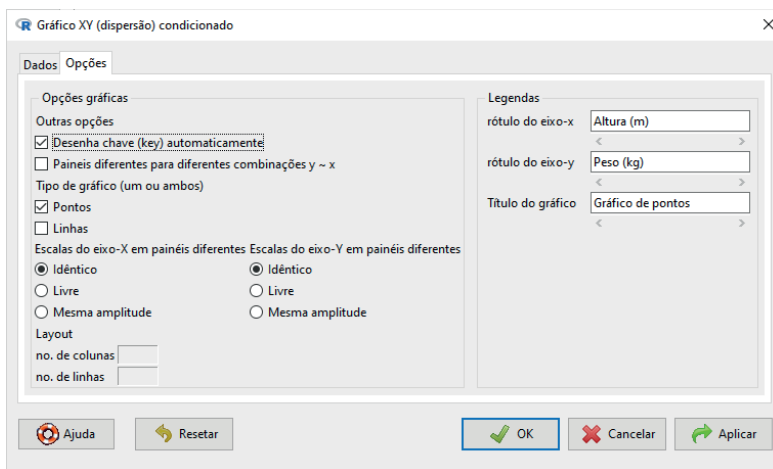 Gráfico XY (dispersão) condicionado
Dados Opções
Opções gráficas
Outras opções
Desenha chave (key) automaticamente
Paineis diferentes para diferentes combinações y ~ x
Tipo de gráfico (um ou ambos)
Pontos
Linhas
Escalas do eixo-X em painéis diferentes Escalas do eixo-Y em painéis diferentes
Idêntico Idêntico
Livre Livre
Mesma amplitude Mesma amplitude
Layout
no. de colunas
no. de linhas
Legendas
rótulo do eixo-x Altura (m)
rótulo do eixo-y Peso (kg)
Título do gráfico Gráfico de pontos
Ajuda Resetar OK Cancelar Aplicar